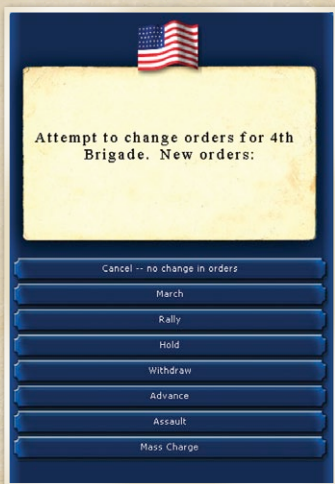 Attempt to change orders for 4th
Brigade. New orders:
Cancel -- no change in orders
March
Rally
Hold
Withdraw
Advance
Assault
Mass Charge